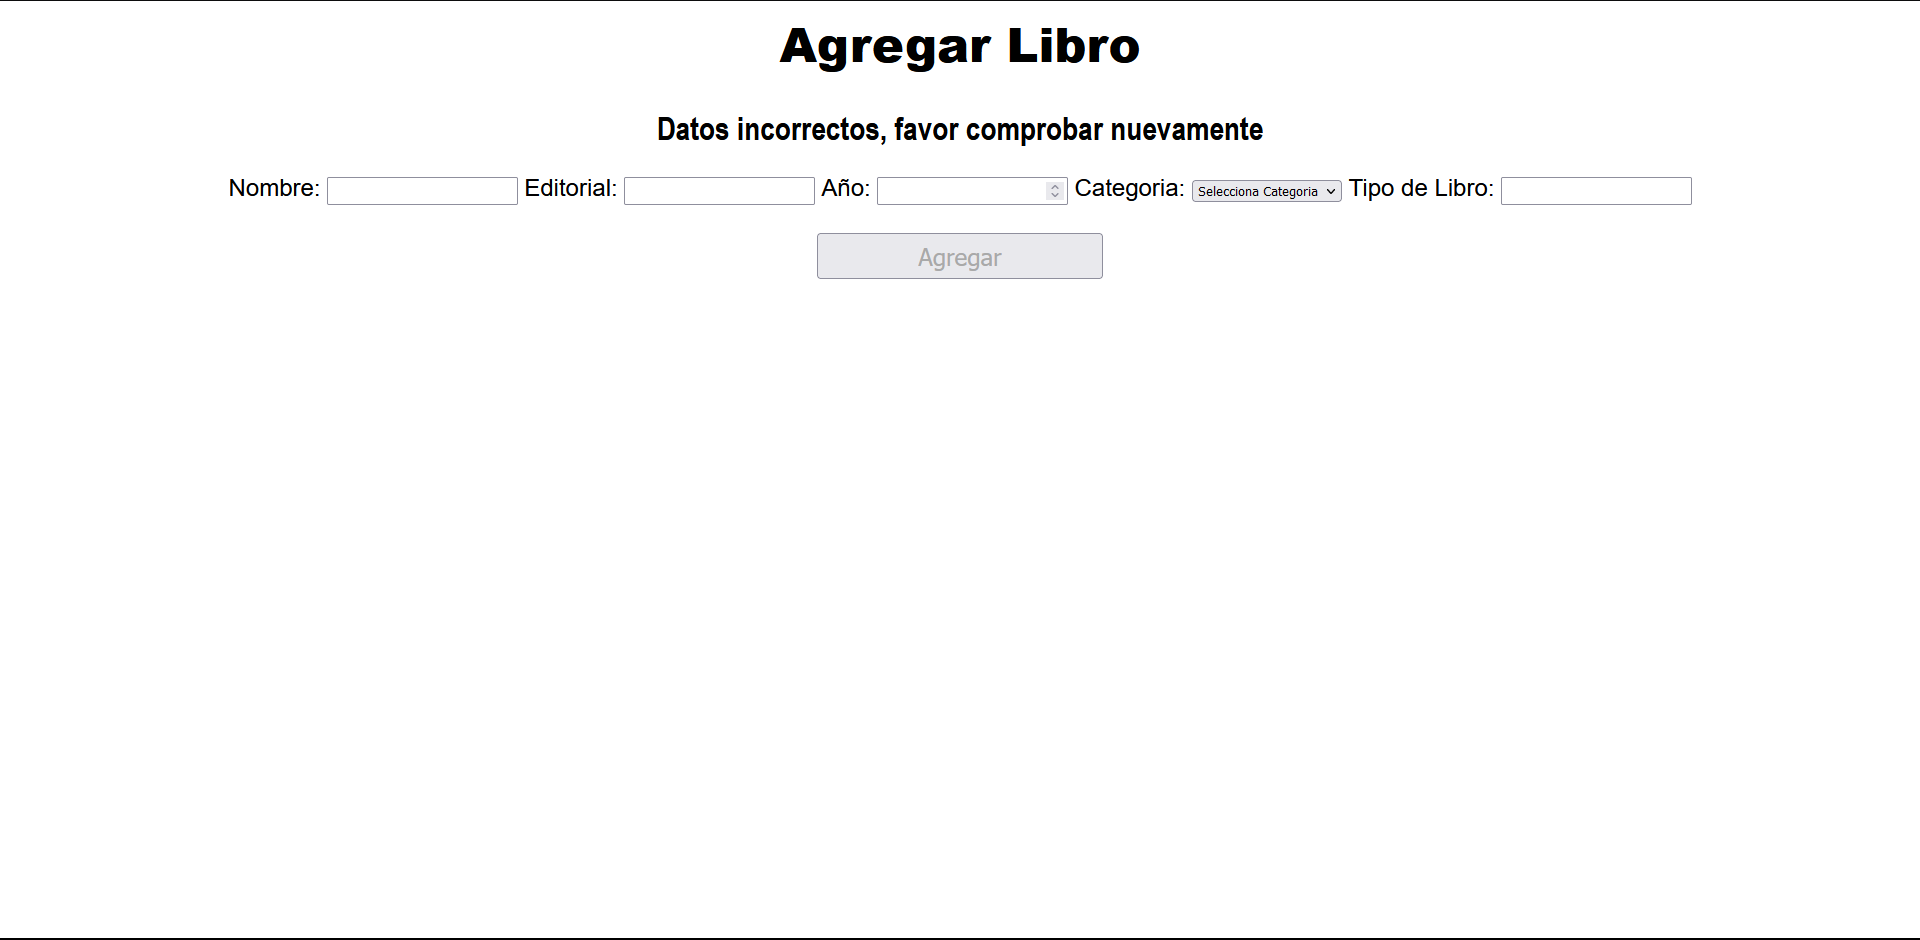 Agregar Libro
Datos incorrectos, favor comprobar nuevamente
Nombre: Editorial: Año: Categoria: Selecciona Categoria Tipo de Libro:
Agregar